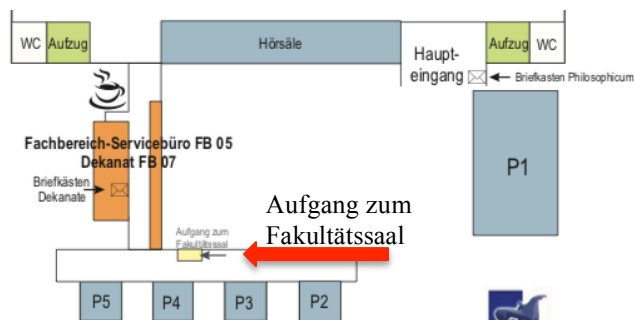 WC
Aufzug
Hörsäle
Haupt-
eingang
Aufzug
WC
Briefkasten Philosophicum
Fachbereich-Servicebüro FB 05
Dekanat FB 07
Briefkästen
Dekanate
P1
Aufgang zum
Fakultätssaal
Aufgang zum
Fakultätssaal
P5
P4
P3
P2